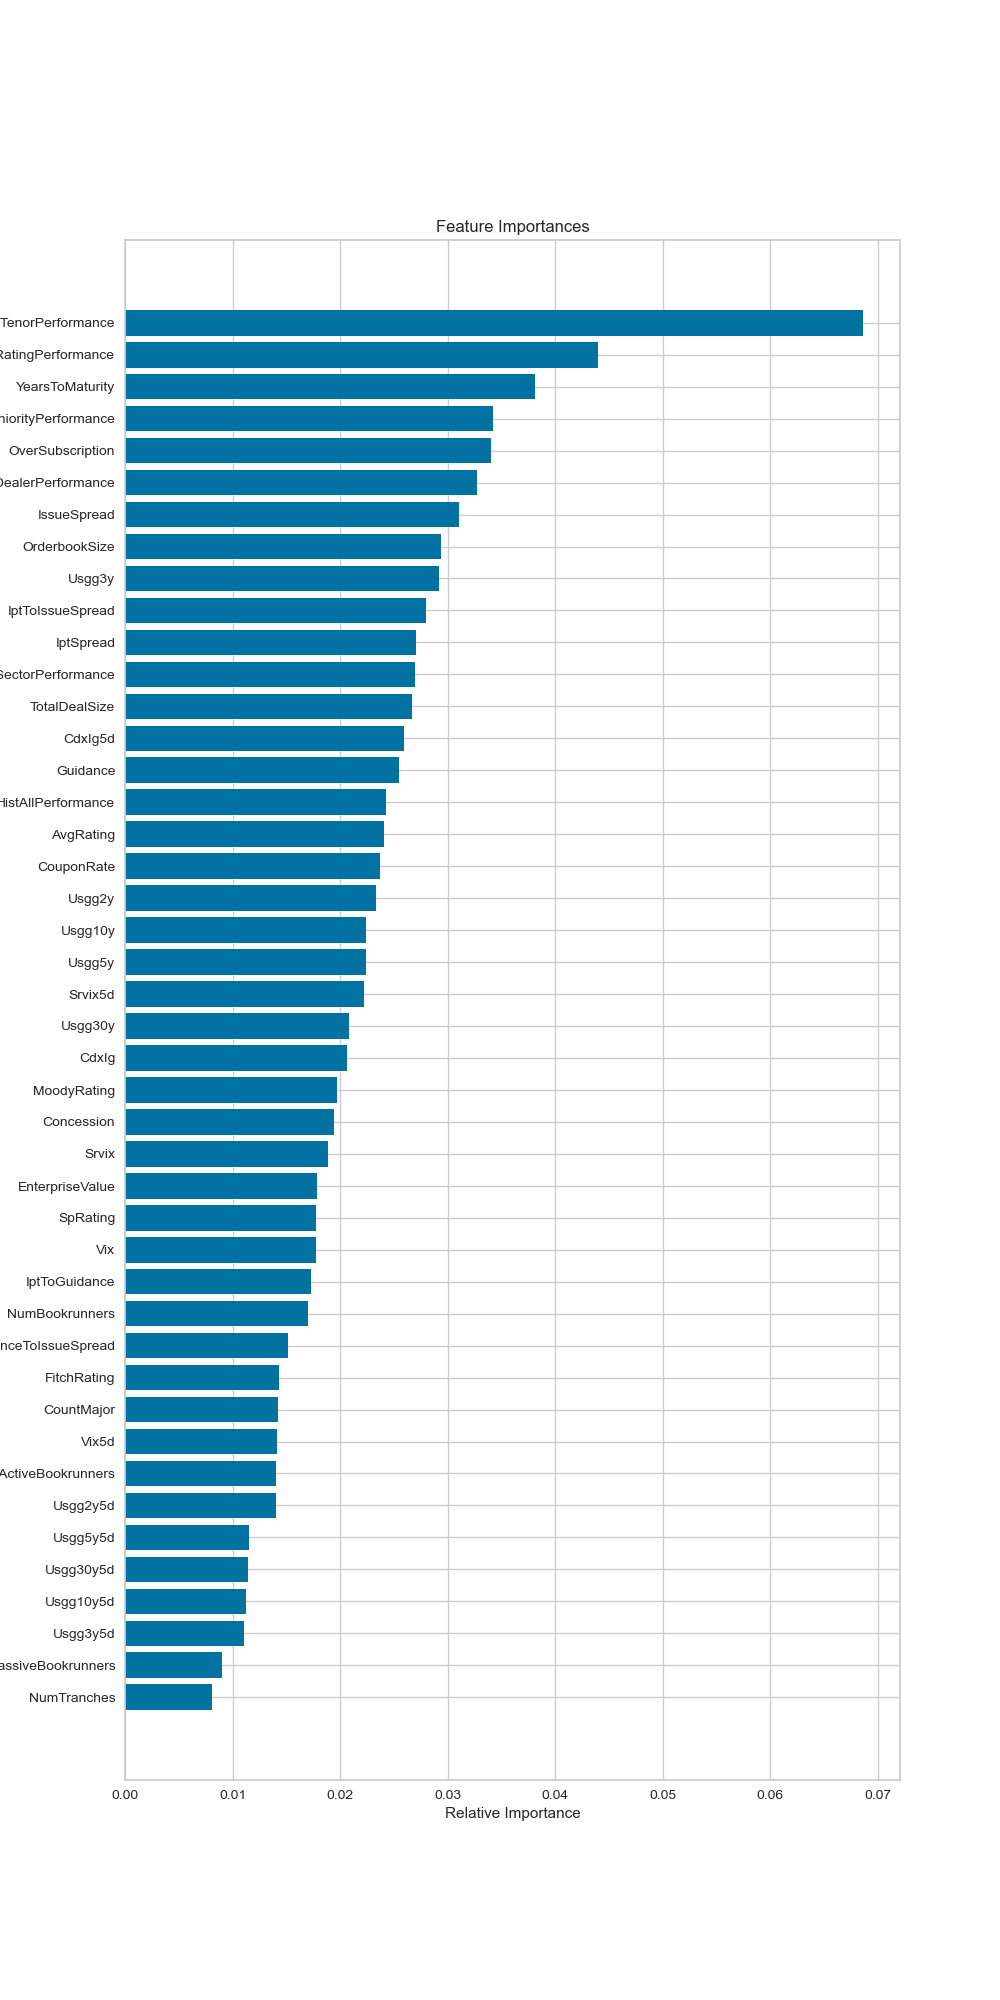 Feature Importances
TenorPerformance
RatingPerformance
YearsToMaturity
niorityPerformance
OverSubscription
DealerPerformance
IssueSpread
OrderbookSize
Usgg3y
IptToIssueSpread
IptSpread
SectorPerformance
TotalDealSize
CdxIg5d
Guidance
HistAllPerformance
AvgRating
CouponRate
Usgg2y
Usgg10y
Usgg5y
Srvix5d
Usgg30y
CdxIg
MoodyRating
Concession
Srvix
EnterpriseValue
SpRating
Vix
IptToGuidance
NumBookrunners
nceToIssueSpread
FitchRating
CountMajor
Vix5d
ActiveBookrunners
Usgg2y5d
Usgg5y5d
Usgg30y5d
Usgg10y5d
Usgg3y5d
assiveBookrunners
NumTranches
0.00 0.01 0.02 0.03 0.04 0.05 0.06 0.07
Relative Importance